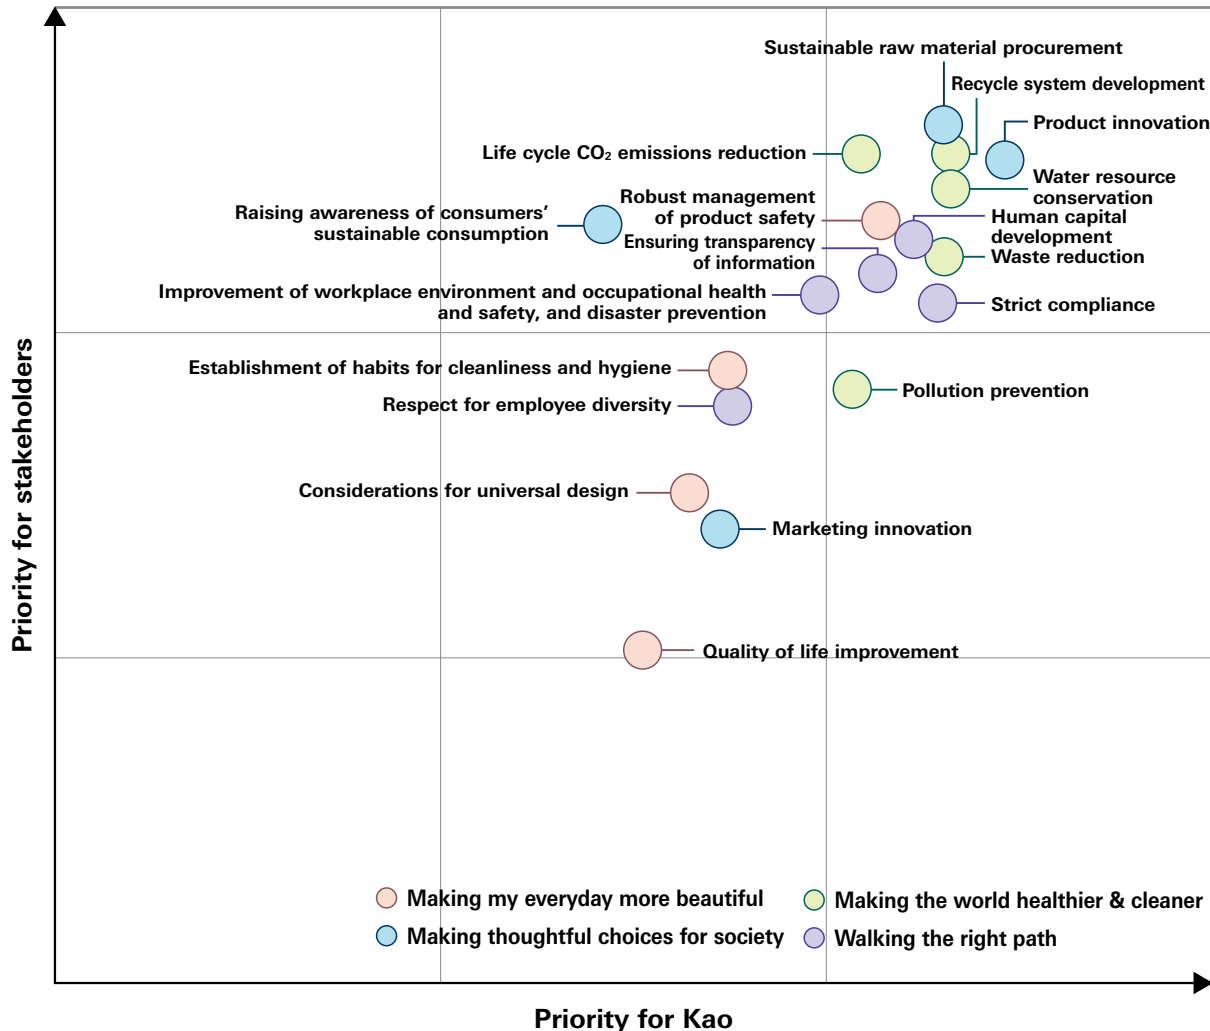 Sustainable raw material procurement
Recycle system development
Product innovation
Life cycle CO₂ emissions reduction
Water resource
conservation
Robust management
of product safety
Raising awareness of consumers’
sustainable consumption
Human capital
development
Ensuring transparency
of information
Waste reduction
Improvement of workplace environment and occupational health
and safety, and disaster prevention
Strict compliance
Establishment of habits for cleanliness and hygiene
Respect for employee diversity
Pollution prevention
Considerations for universal design
Marketing innovation
Quality of life improvement
Priority for stakeholders
Making my everyday more beautiful
Making the world healthier & cleaner
Making thoughtful choices for society
Walking the right path
Priority for Kao